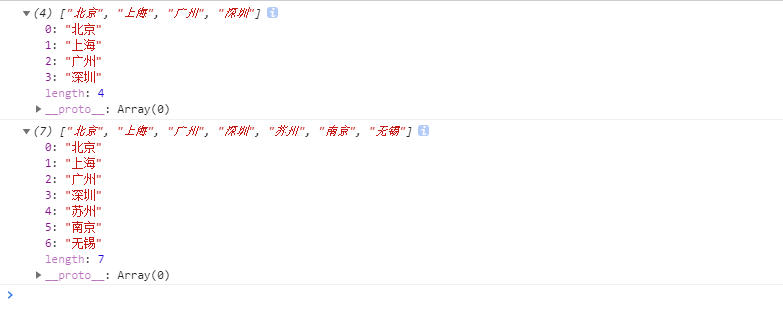 (4) ["北京", "上海", "广州", "深圳"] i
0: "北京"
1: "上海"
2: "广州"
3: "深圳"
length: 4
__proto__: Array(0)
(7) ["北京", "上海", "广州", "深圳", "苏州", "南京", "无锡"] i
0: "北京"
1: "上海"
2: "广州"
3: "深圳"
4: "苏州"
5: "南京"
6: "无锡"
length: 7
__proto__: Array(0)